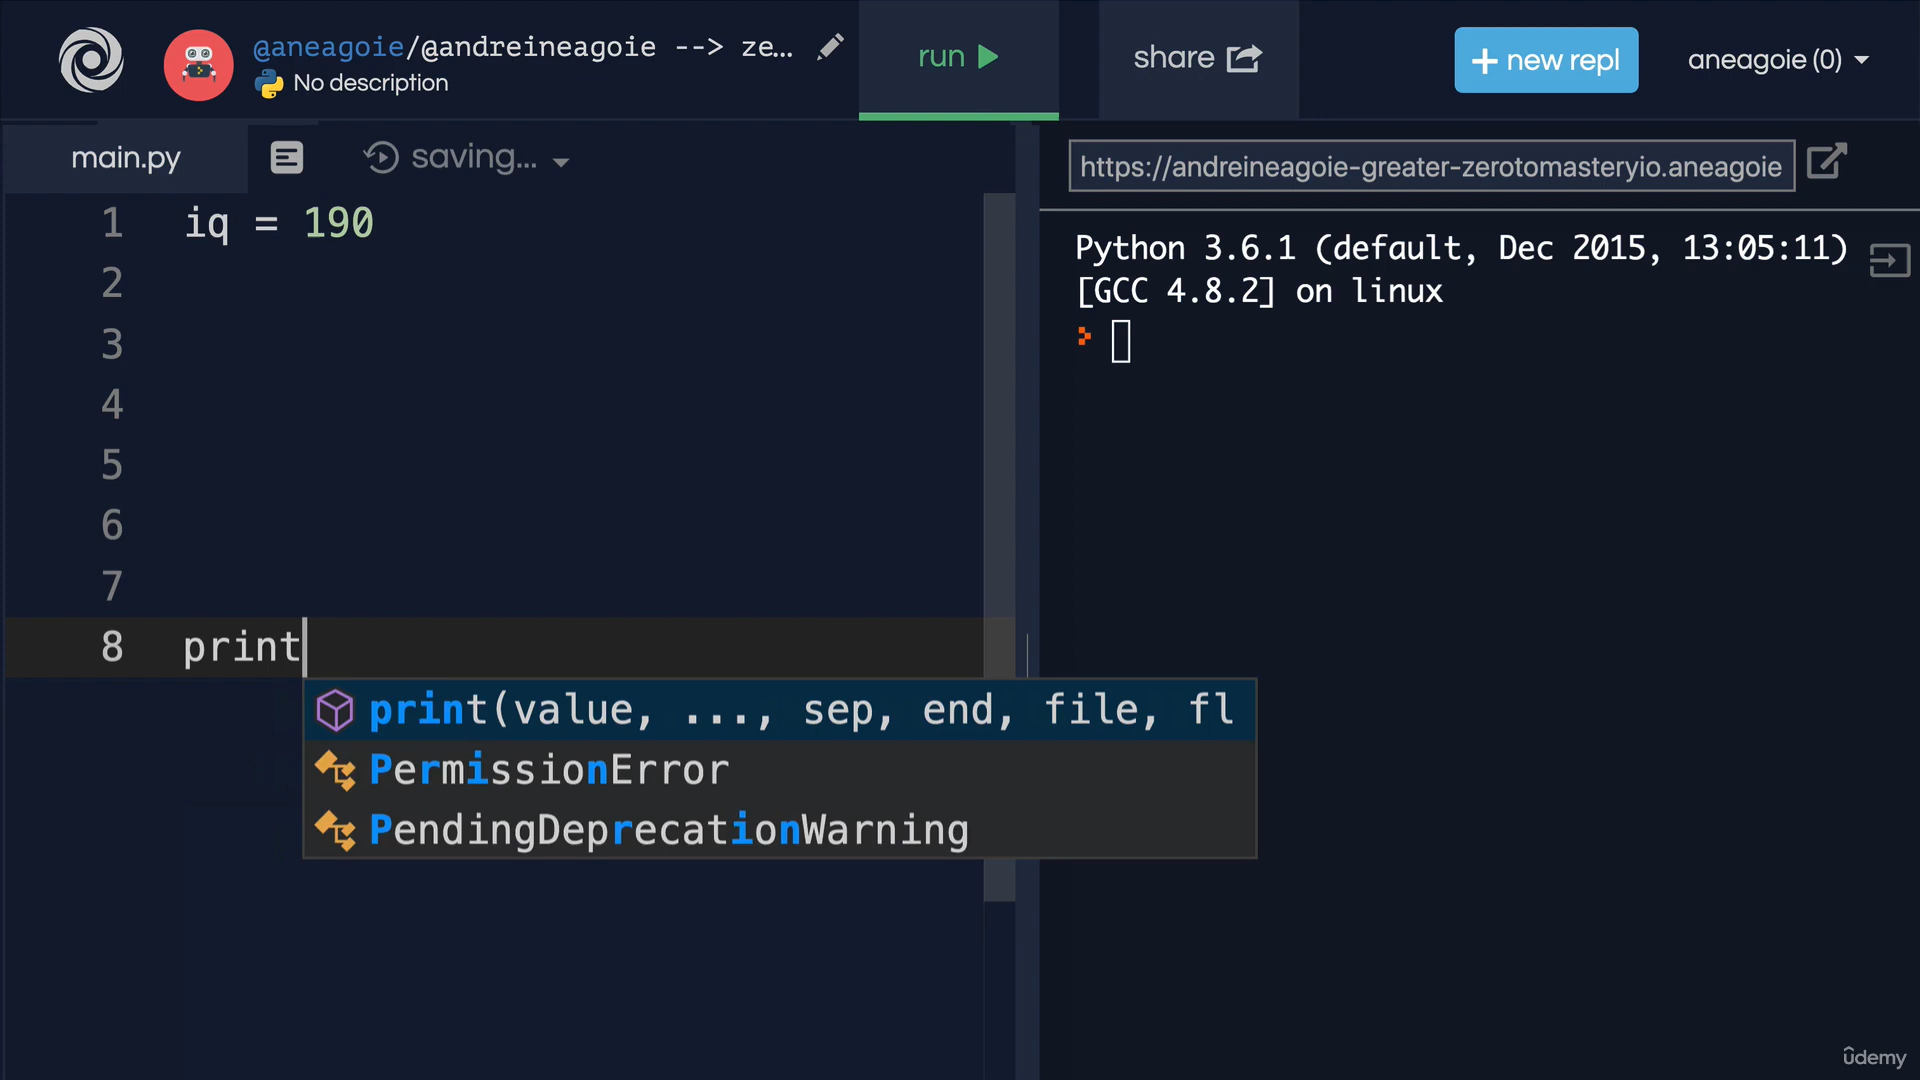 @aneagoie/@andreineagoie --> ze...
No description
run
share
+ new repl
aneagoie (0)
main.py
saving...
https://andreineagoie-greater-zerotomasteryio.aneagoie
1 iq = 190
2
3
4
5
6
7
8 print
print(value, ..., sep, end, file, fl
PermissionError
PendingDeprecationWarning
Python 3.6.1 (default, Dec 2015, 13:05:11)
[GCC 4.8.2] on linux
ûdemy